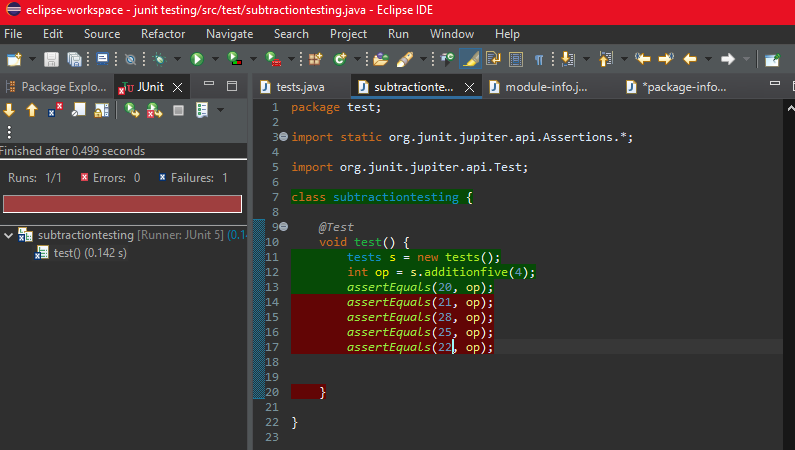 eclipse-workspace - junit testing/src/test/subtractiontesting.java - Eclipse IDE
File Edit Source Refactor Navigate Search Project Run Window Help
Package Explo... JUnit
tests.java subtractionte... module-info.j... *package-info...
Finished after 0.499 seconds
Runs: 1/1 Errors: 0 Failures: 1
subtractiontesting [Runner: JUnit 5] (0.1
test() (0.142 s)
1 package test;
2
3 import static org.junit.jupiter.api.Assertions.*;
4
5 import org.junit.jupiter.api.Test;
6
7 class subtractiontesting {
8
9 @Test
10 void test() {
11 tests s = new tests();
12 int op = s.additionfive(4);
13 assertEquals(20, op);
14 assertEquals(21, op);
15 assertEquals(28, op);
16 assertEquals(25, op);
17 assertEquals(22, op);
18
19
20 }
21
22 }
23